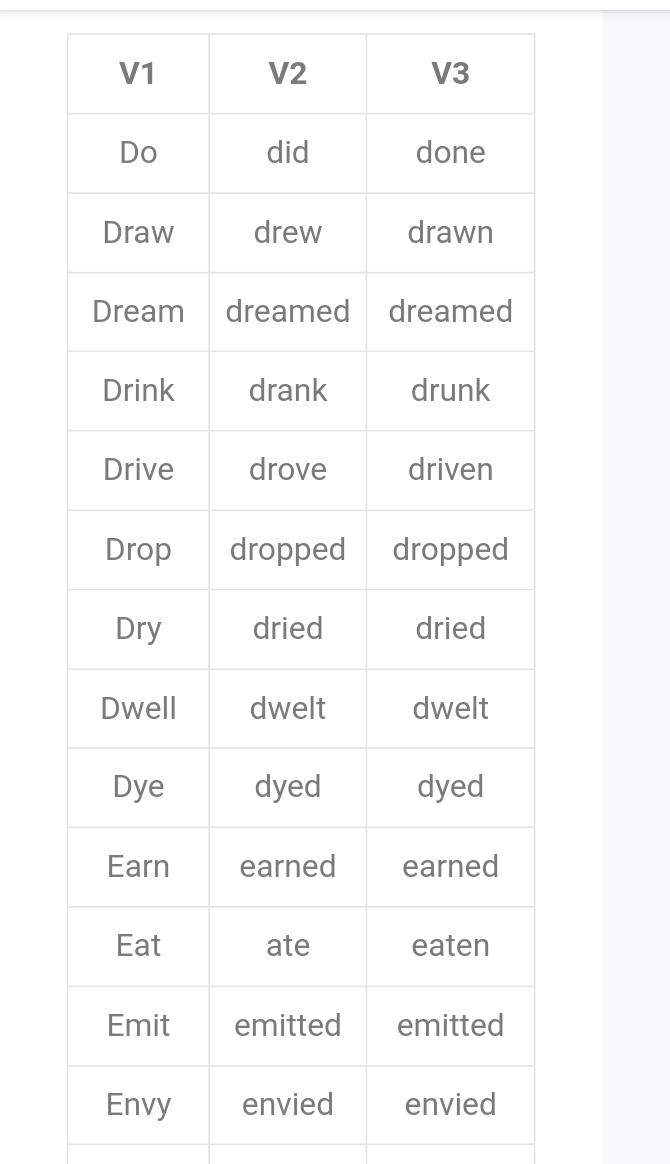 V1 V2 V3
Do did done
Draw drew drawn
Dream dreamed dreamed
Drink drank drunk
Drive drove driven
Drop dropped dropped
Dry dried dried
Dwell dwelt dwelt
Dye dyed dyed
Earn earned earned
Eat ate eaten
Emit emitted emitted
Envy envied envied